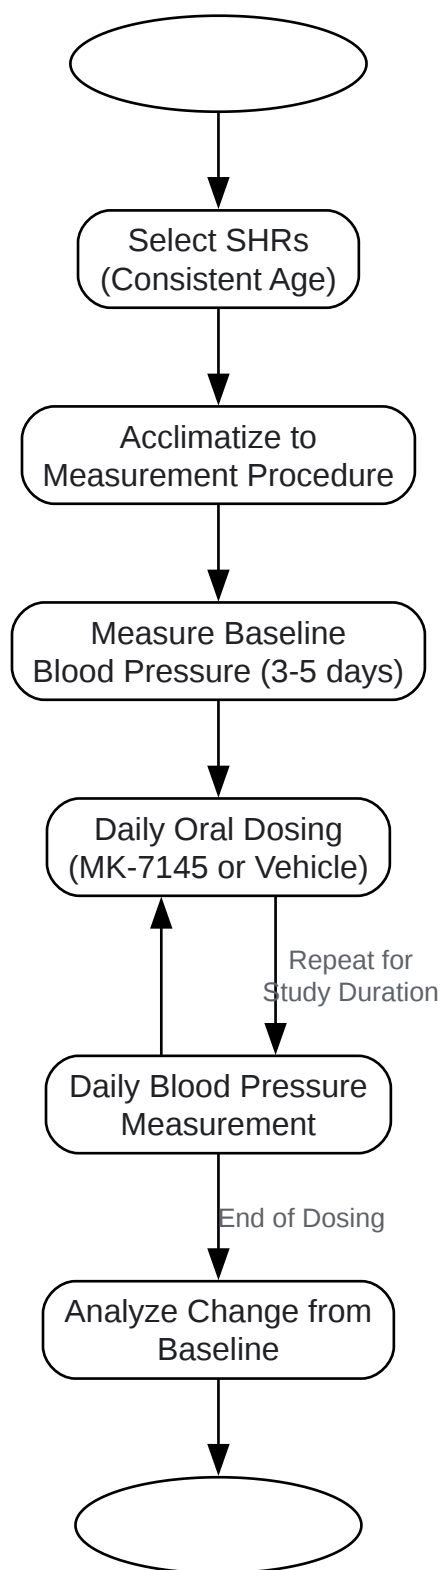 Select SHRs
(Consistent Age)
Acclimatize to
Measurement Procedure
Measure Baseline
Blood Pressure (3-5 days)
Daily Oral Dosing
(MK-7145 or Vehicle)
Repeat for
Study Duration
Daily Blood Pressure
Measurement
End of Dosing
Analyze Change from
Baseline